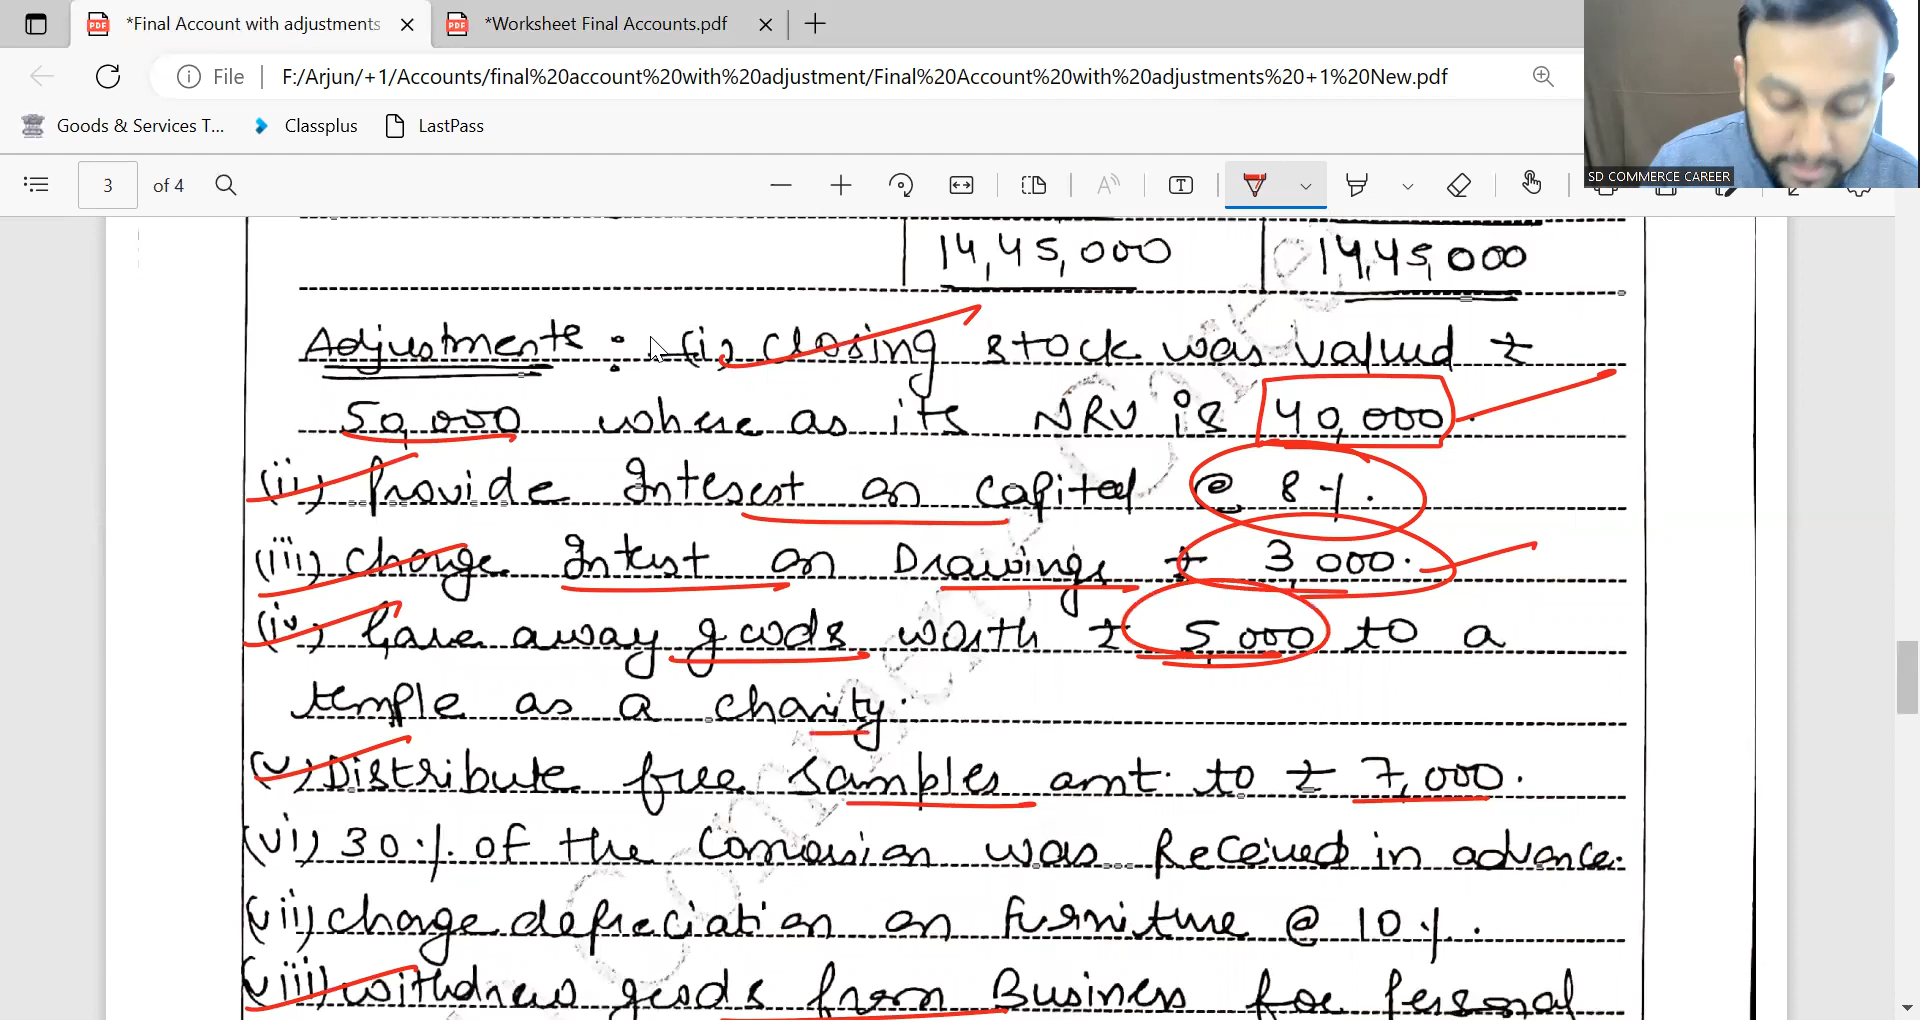 *Final Account with adjustments
*Worksheet Final Accounts.pdf
File F:/Arjun/+1/Accounts/final%20account%20with%20adjustment/Final%20Account%20with%20adjustments%20+1%20New.pdf
Goods & Services T... Classplus LastPass
3 of 4
SD COMMERCE CAREER
14,45,000 14,45,000
Adjustments : (i) closing stock was valued ₹
50,000 where as its NRV is 40,000.
(ii) Provide Interest on capital @ 8%.
(iii) Charge Intrest on Drawings ₹ 3,000.
(iv) Gave away goods worth ₹ 5,000 to a
temple as a charity.
(v) Distribute free samples amt. to ₹ 7,000.
(vi) 30% of the Commission was Received in advance.
(vii) charge depreciation on furniture @ 10%.
(viii) withdrew goods from Business for Personal